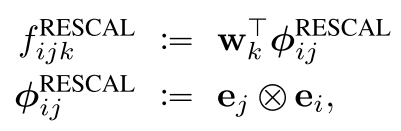 f_{ijk}^{RESCAL} := w_k^⊤ ϕ_{ij}^{RESCAL}
ϕ_{ij}^{RESCAL} := e_j ⊗ e_i,